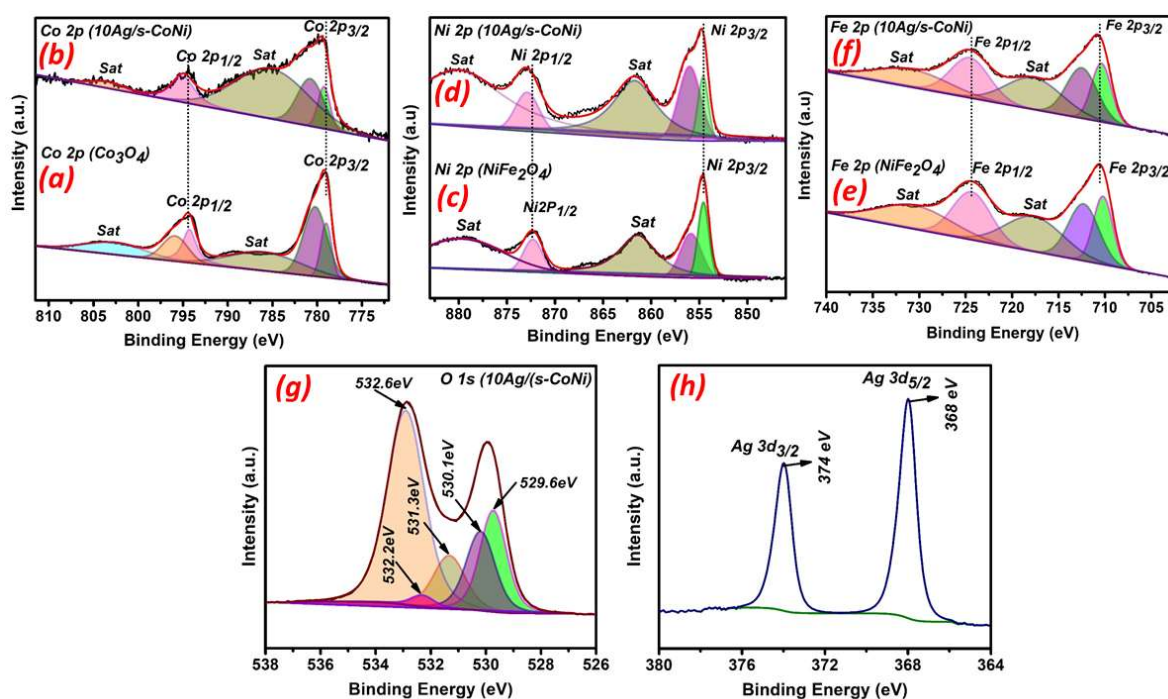 Co 2p (10Ag/s-CoNi)
Co 2p3/2
(b)
Co 2p1/2
Sat
Sat
Co 2p (Co3O4)
Co 2p3/2
(a)
Co 2p1/2
Sat
Sat
Intensity (a.u)
810 805 800 795 790 785 780 775
Binding Energy (eV)
Ni 2p (10Ag/s-CoNi)
Ni 2p3/2
Ni 2p1/2
Sat
Sat
(d)
Ni 2p (NiFe2O4)
Ni 2p3/2
(c)
Ni2P1/2
Sat
Sat
Intensity (a.u)
880 875 870 865 860 855 850
Binding Energy (eV)
Fe 2p (10Ag/s-CoNi)
Fe 2p3/2
(f)
Fe 2p1/2
Sat
Sat
Fe 2p (NiFe2O4)
Fe 2p1/2
Fe 2p3/2
(e)
Sat
Sat
Intensity (a.u)
740 735 730 725 720 715 710 705
Binding Energy (eV)
(g)
O 1s (10Ag/(s-CoNi)
532.6eV
532.2eV
531.3eV
530.1eV
529.6eV
Intensity (a.u.)
538 536 534 532 530 528 526
Binding Energy (eV)
(h)
Ag 3d5/2
368 eV
Ag 3d3/2
374 eV
Intensity (a.u.)
380 376 372 368 364
Binding Energy (eV)